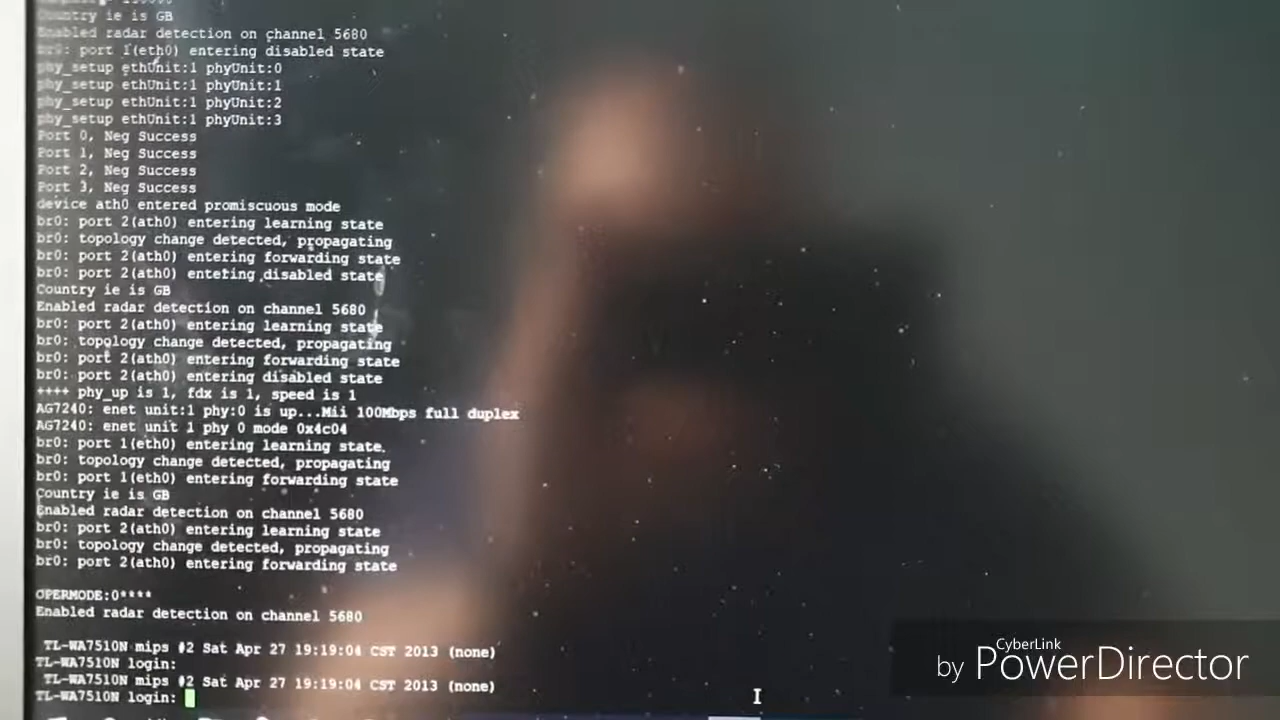 Country ie is GB
Enabled radar detection on channel 5680
br0: port 1(eth0) entering disabled state
phy_setup ethUnit:1 phyUnit:0
phy_setup ethUnit:1 phyUnit:1
phy_setup ethUnit:1 phyUnit:2
phy_setup ethUnit:1 phyUnit:3
Port 0, Neg Success
Port 1, Neg Success
Port 2, Neg Success
Port 3, Neg Success
device ath0 entered promiscuous mode
br0: port 2(ath0) entering learning state
br0: topology change detected, propagating
br0: port 2(ath0) entering forwarding state
br0: port 2(ath0) entering disabled state
Country ie is GB
Enabled radar detection on channel 5680
br0: port 2(ath0) entering learning state
br0: topology change detected, propagating
br0: port 2(ath0) entering forwarding state
br0: port 2(ath0) entering disabled state
++++ phy_up is 1, fdx is 1, speed is 1
AG7240: enet unit:1 phy:0 is up...Mii 100Mbps full duplex
AG7240: enet unit 1 phy 0 mode 0x4c04
br0: port 1(eth0) entering learning state
br0: topology change detected, propagating
br0: port 1(eth0) entering forwarding state
Country ie is GB
Enabled radar detection on channel 5680
br0: port 2(ath0) entering learning state
br0: topology change detected, propagating
br0: port 2(ath0) entering forwarding state
OPERMODE:0****
Enabled radar detection on channel 5680
TL-WA7510N mips #2 Sat Apr 27 19:19:04 CST 2013 (none)
TL-WA7510N login:
TL-WA7510N mips #2 Sat Apr 27 19:19:04 CST 2013 (none)
TL-WA7510N login:
CyberLink
by PowerDirector